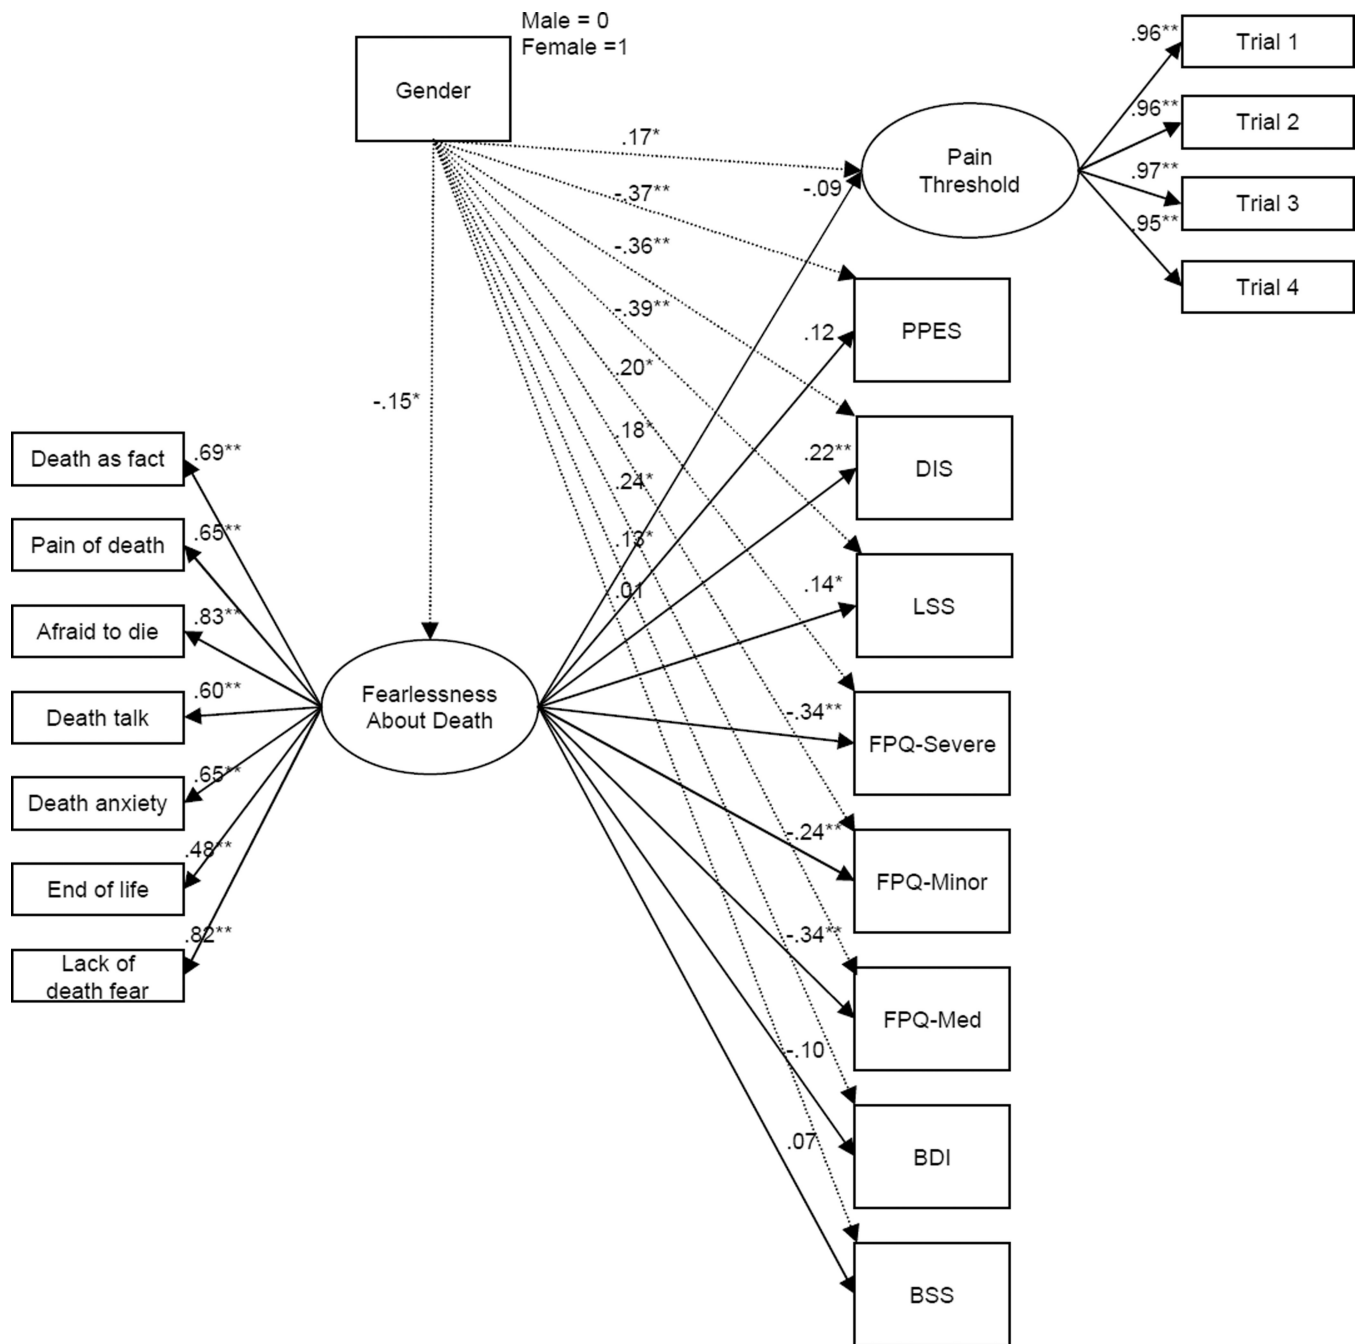 Male = 0
Female =1
Gender
.96**
Trial 1
.96**
Trial 2
.97**
Trial 3
.95**
Trial 4
Pain
Threshold
.17*
-.09
-.37**
-.36**
-.39**
.20*
.18*
.24*
.13*
.01
-.15*
.12
PPES
.22**
DIS
.14*
LSS
-.34**
FPQ-Severe
-.24**
FPQ-Minor
-.34**
FPQ-Med
-.10
BDI
.07
BSS
Death as fact
.69**
Pain of death
.65**
Afraid to die
.83**
Death talk
.60**
Death anxiety
.65**
End of life
.48**
Lack of
death fear
.82**
Fearlessness
About Death